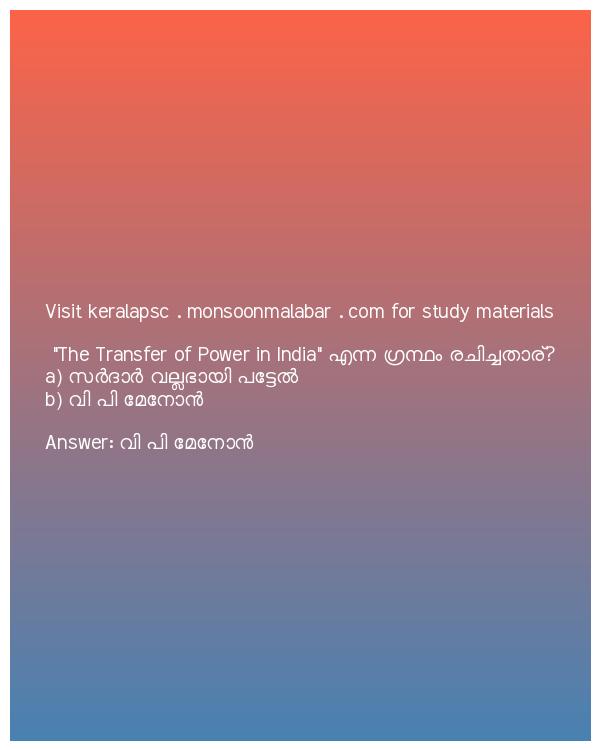 Visit keralapsc . monsoonmalabar . com for study materials
"The Transfer of Power in India" എന്ന ഗ്രന്ഥം രചിച്ചതാര്?
a) സർദാർ വല്ലഭായി പട്ടേൽ
b) വി പി മേനോൻ
Answer: വി പി മേനോൻ